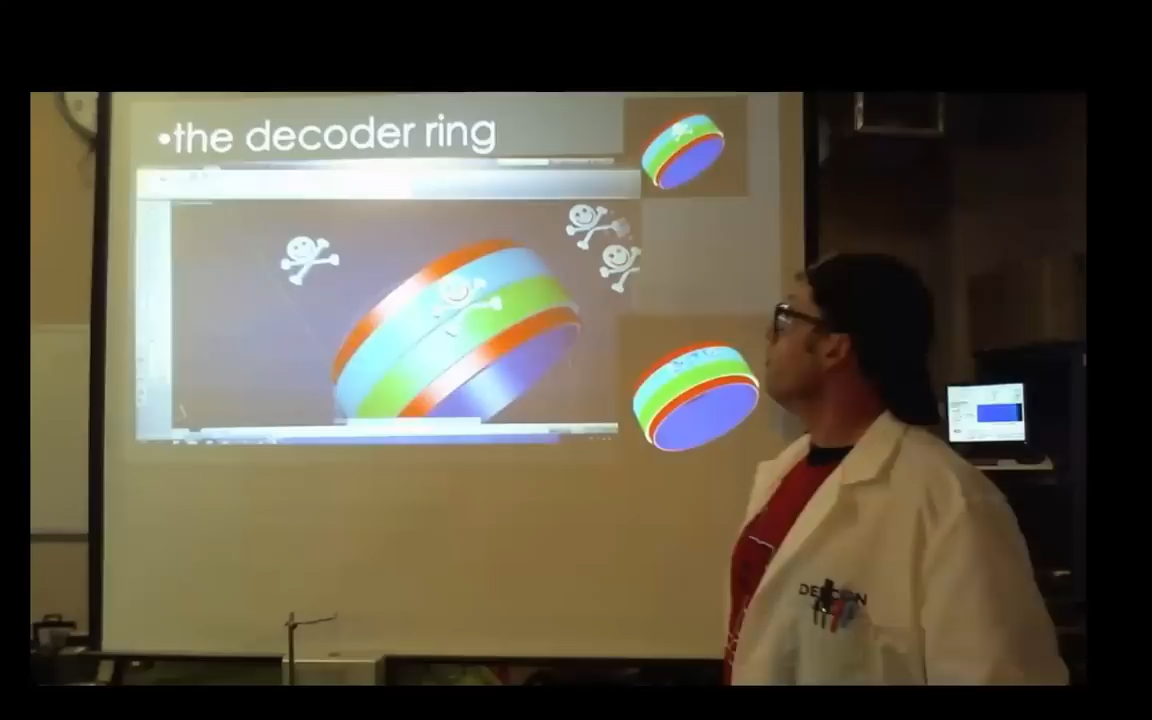 •the decoder ring
DEFCON